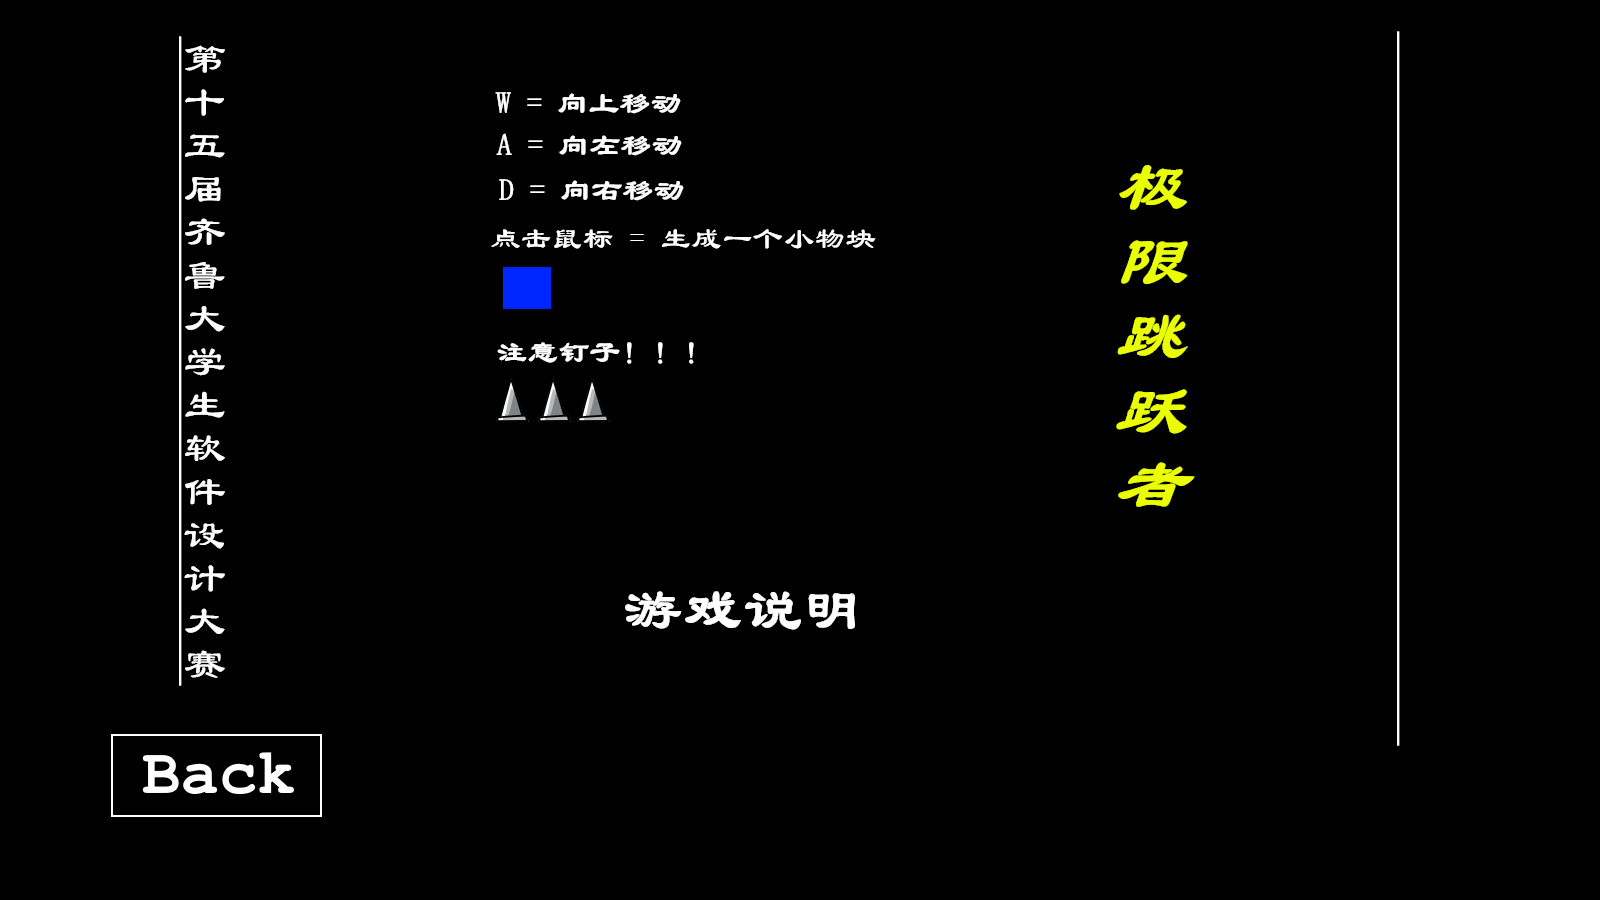 第十五届齐鲁大学生软件设计大赛
W = 向上移动
A = 向左移动
D = 向右移动
点击鼠标 = 生成一个小物块
注意钉子！！！
极限跳跃者
游戏说明
Back